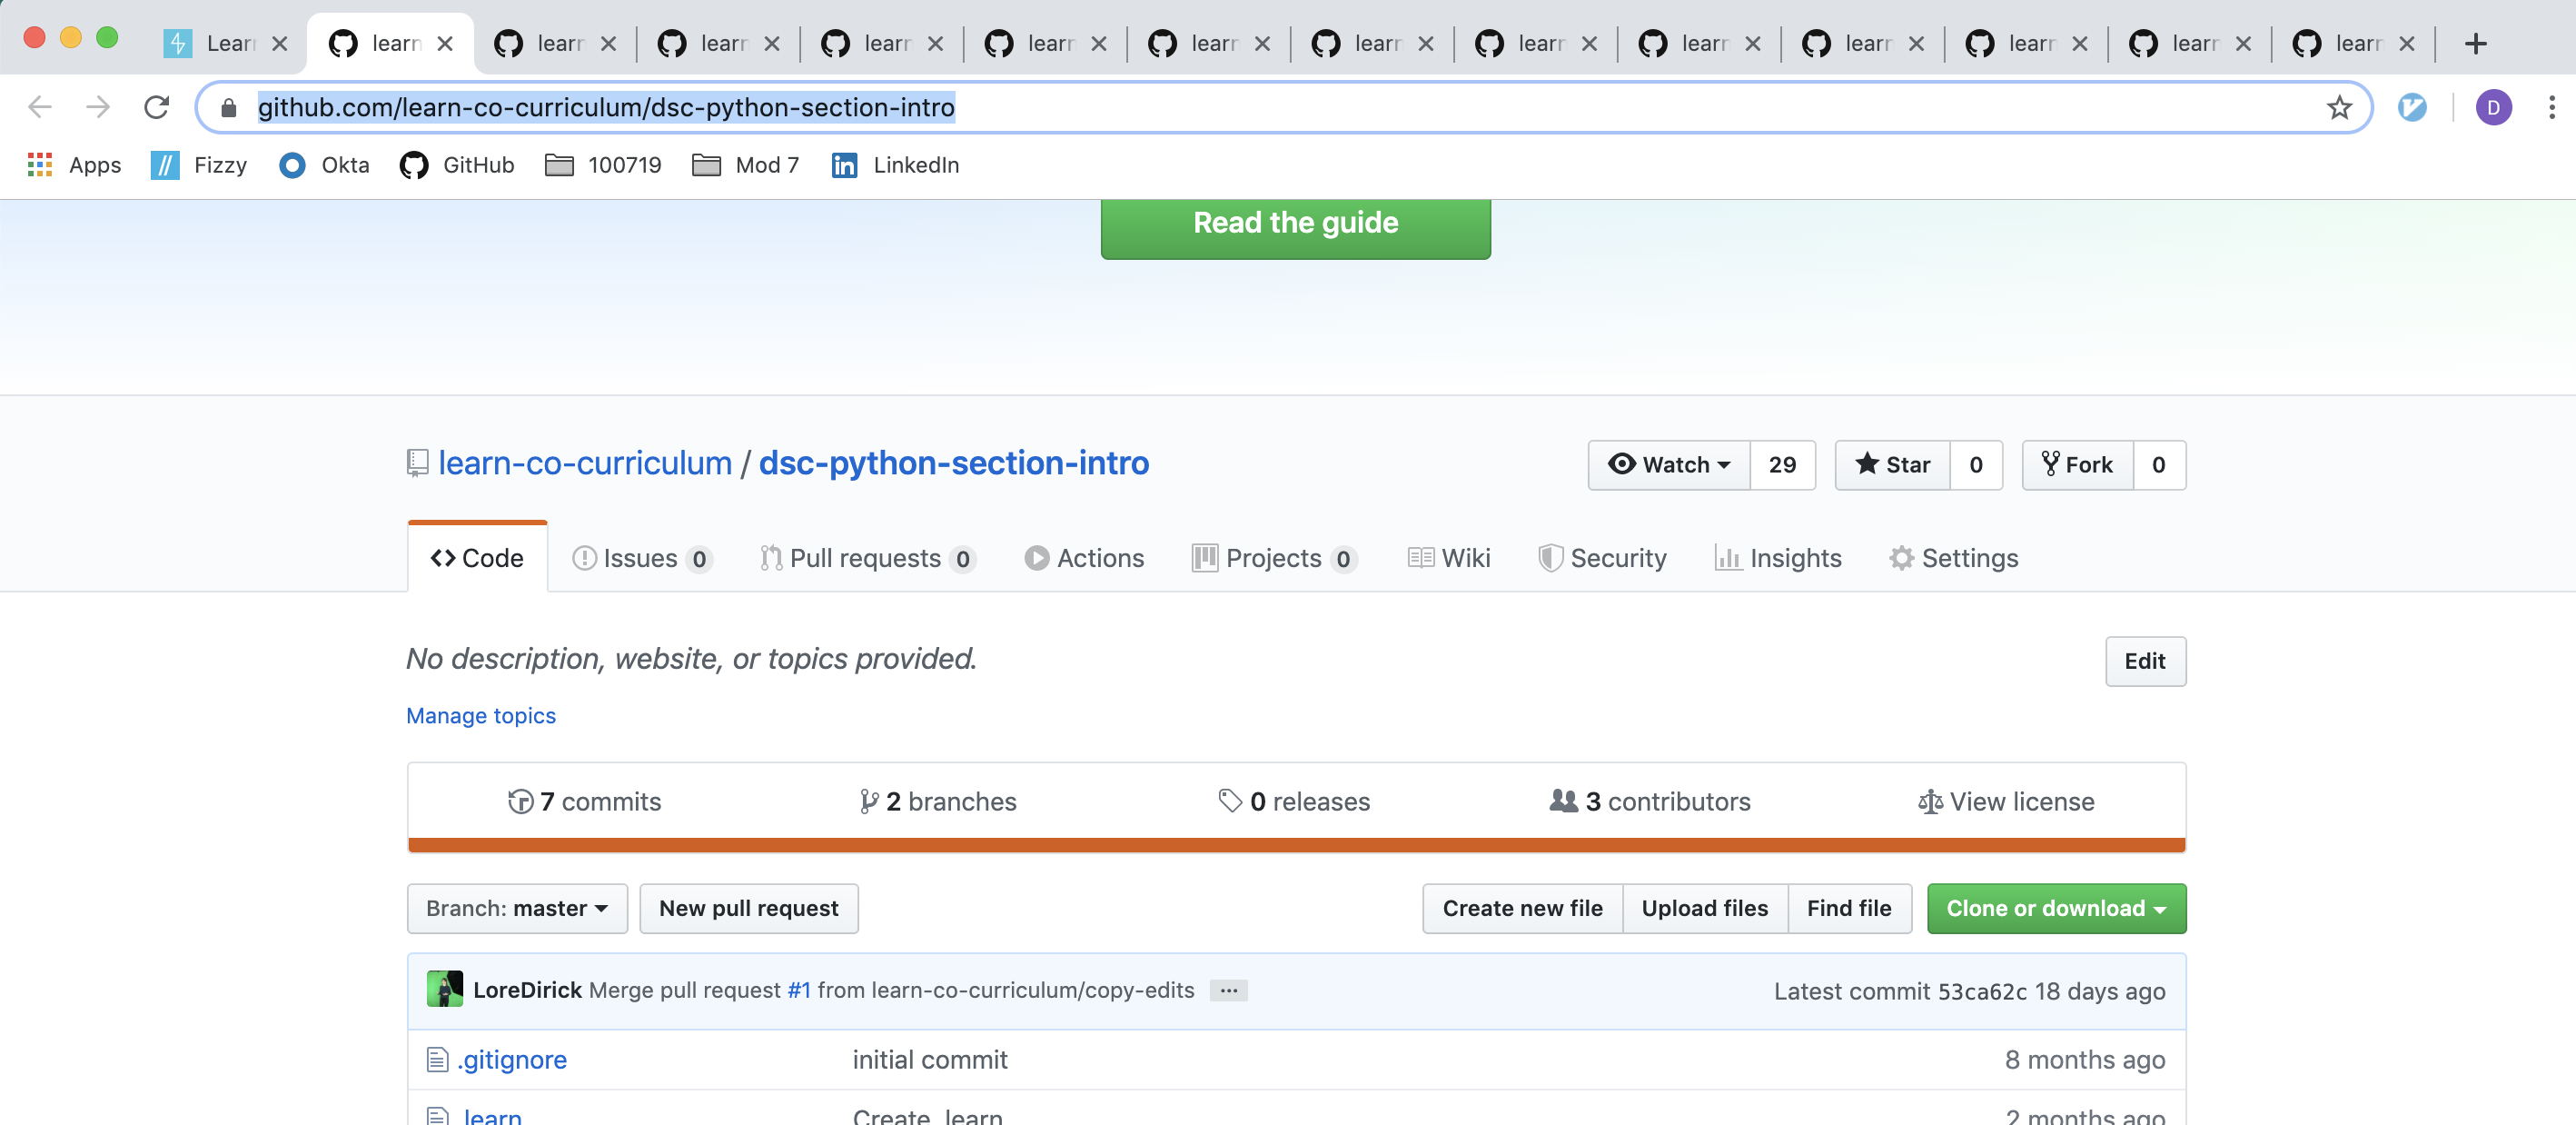 Lear learn learn learn learn learn learn learn learn learn learn learn learn learn
github.com/learn-co-curriculum/dsc-python-section-intro D
Apps // Fizzy Okta GitHub 100719 Mod 7 in LinkedIn
Read the guide
learn-co-curriculum / dsc-python-section-intro Watch 29 Star 0 Fork 0
<> Code Issues 0 Pull requests 0 Actions Projects 0 Wiki Security Insights Settings
No description, website, or topics provided. Edit
Manage topics
7 commits 2 branches 0 releases 3 contributors View license
Branch: master New pull request Create new file Upload files Find file Clone or download
LoreDirick Merge pull request #1 from learn-co-curriculum/copy-edits ... Latest commit 53ca62c 18 days ago
.gitignore initial commit 8 months ago
.learn Create .learn 2 months ago